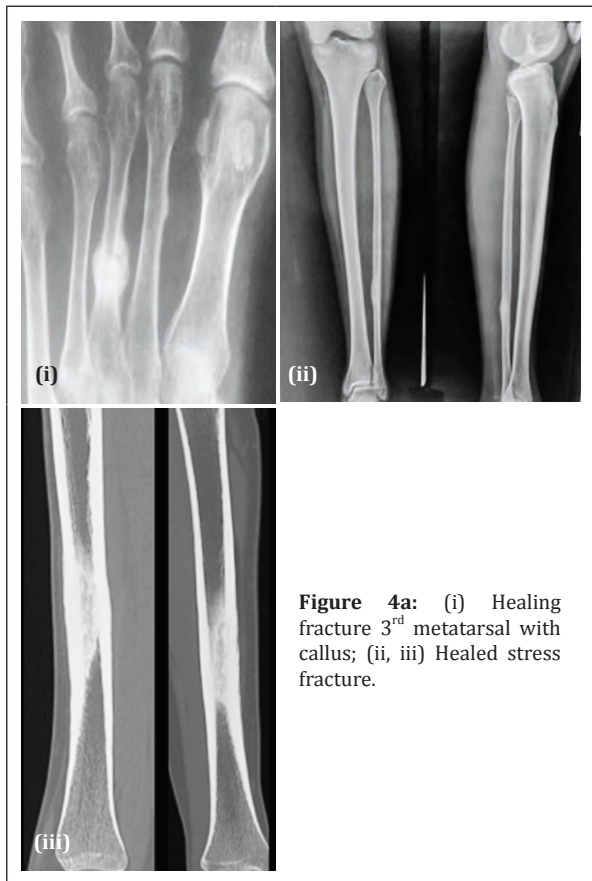 (i)
(ii)
(iii)
Figure 4a: (i) Healing
fracture 3rd metatarsal with
callus; (ii, iii) Healed stress
fracture.